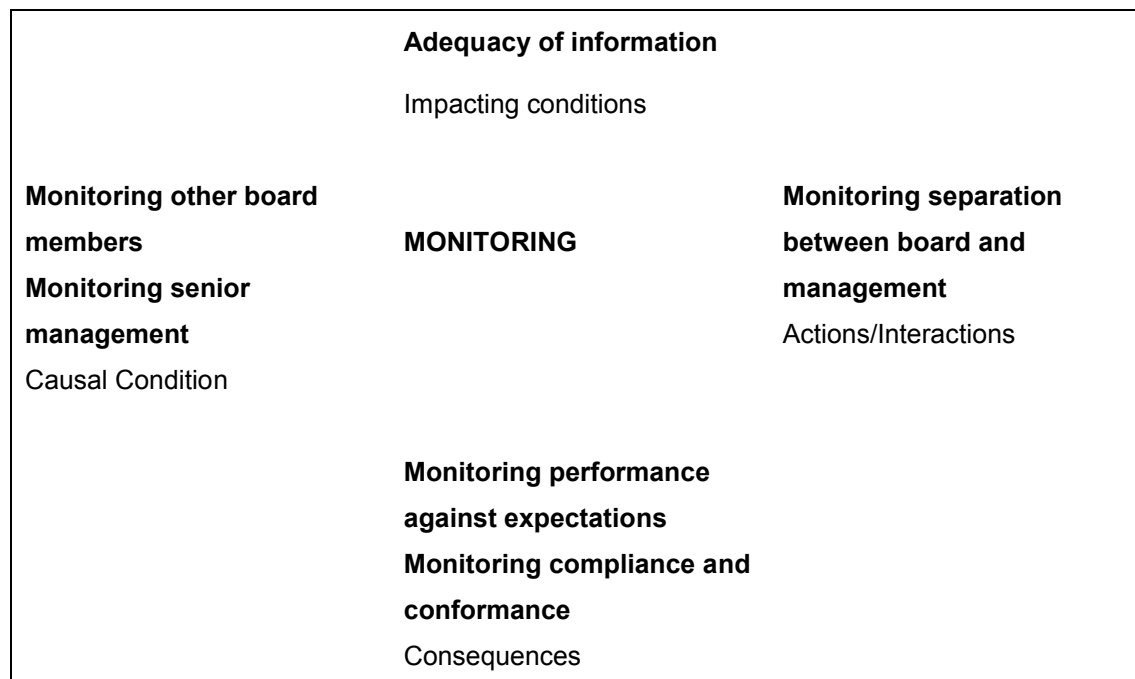 Adequacy of information
Impacting conditions
Monitoring other board
members
Monitoring senior
management
Causal Condition
MONITORING
Monitoring separation
between board and
management
Actions/Interactions
Monitoring performance
against expectations
Monitoring compliance and
conformance
Consequences